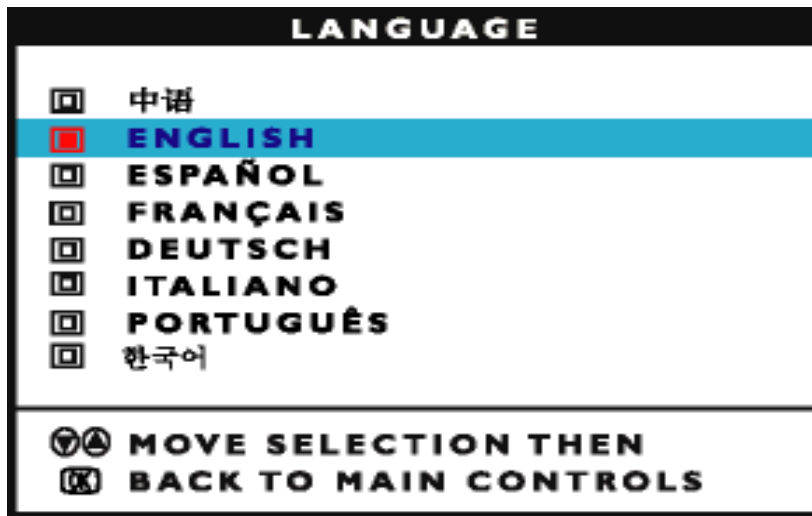 LANGUAGE
中语
ENGLISH
ESPAÑOL
FRANÇAIS
DEUTSCH
ITALIANO
PORTUGUÊS
한국어
MOVE SELECTION THEN
OK BACK TO MAIN CONTROLS